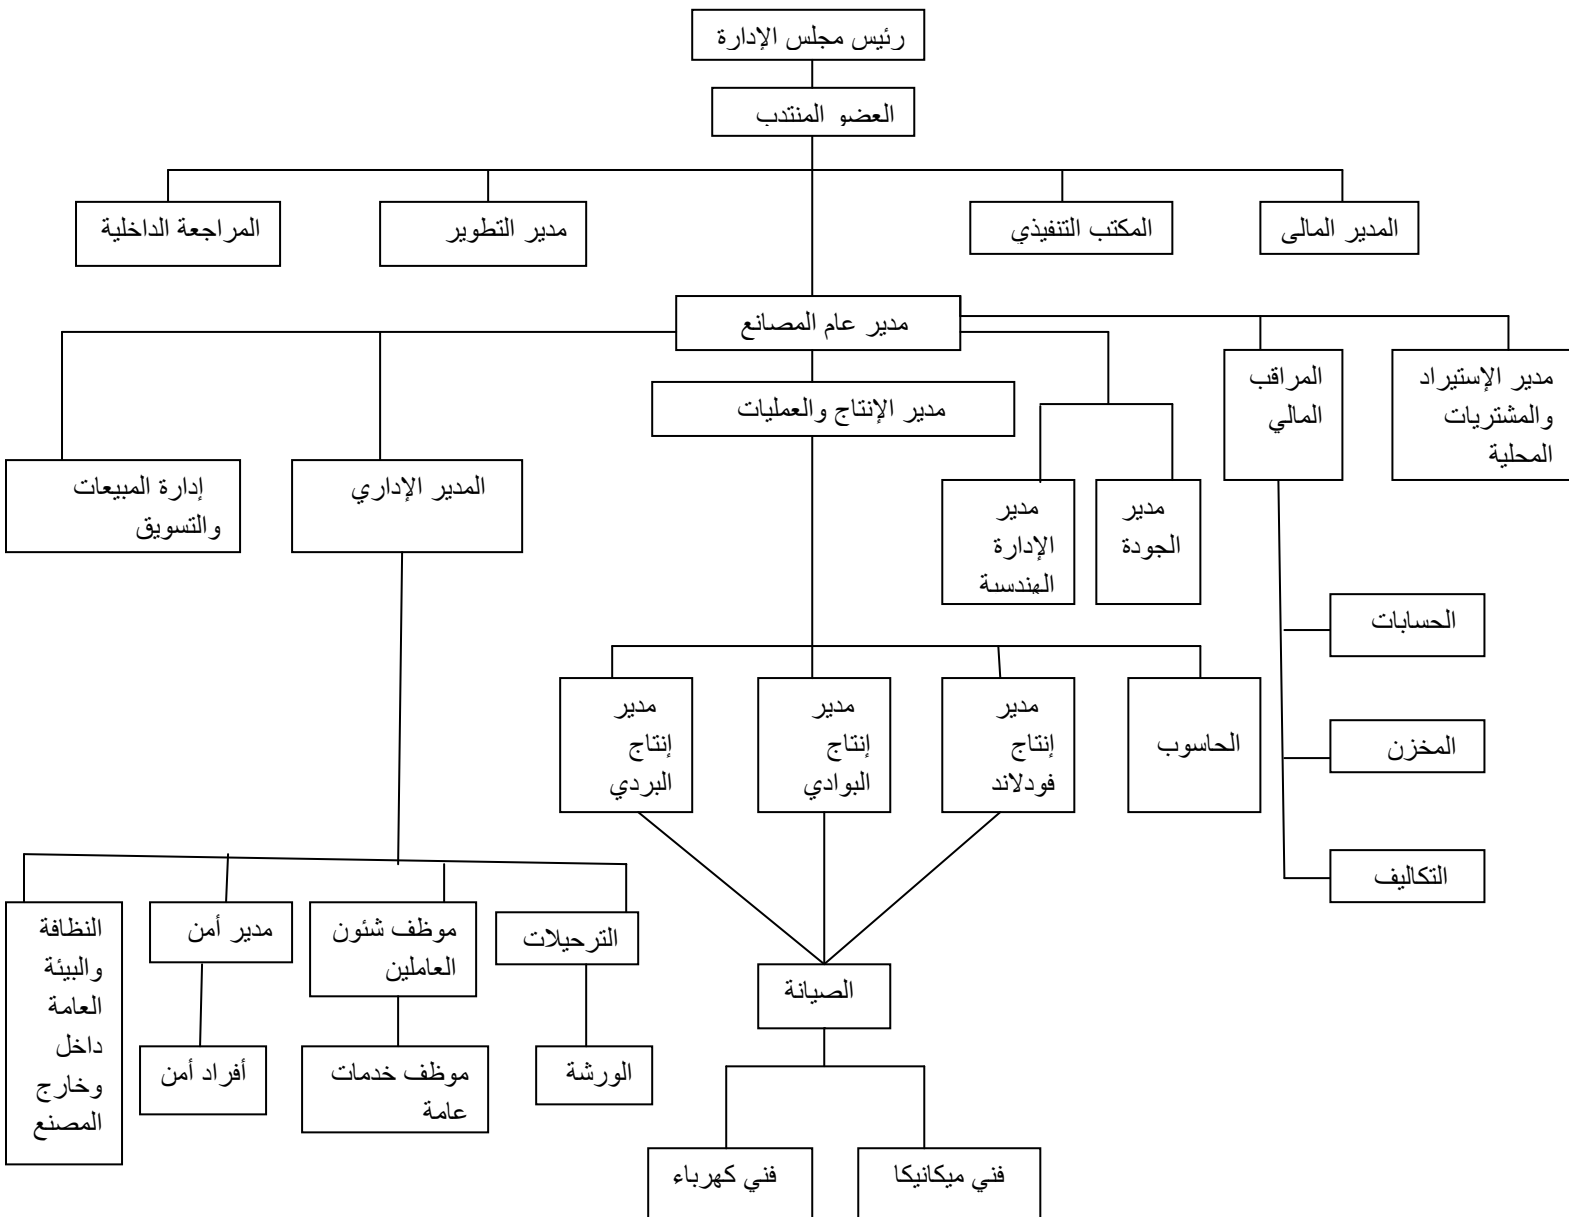 رئيس مجلس الإدارة
العضو المنتدب
المدير المالى
المكتب التنفيذي
مدير التطوير
المراجعة الداخلية
مدير عام المصانع
مدير الإستيراد
والمشتريات
المحلية
المراقب
المالي
مدير الإنتاج والعمليات
المدير الإداري
إدارة المبيعات
والتسويق
مدير
الجودة
مدير
الإدارة
الهندسية
الحسابات
المخزن
التكاليف
الحاسوب
مدير
إنتاج
فودلاند
مدير
إنتاج
البوادي
مدير
إنتاج
البردي
الترحيلات
موظف شئون
العاملين
مدير أمن
النظافة
والبيئة
العامة
داخل
وخارج
المصنع
الصيانة
الورشة
موظف خدمات
عامة
أفراد أمن
فني ميكانيكا
فني كهرباء